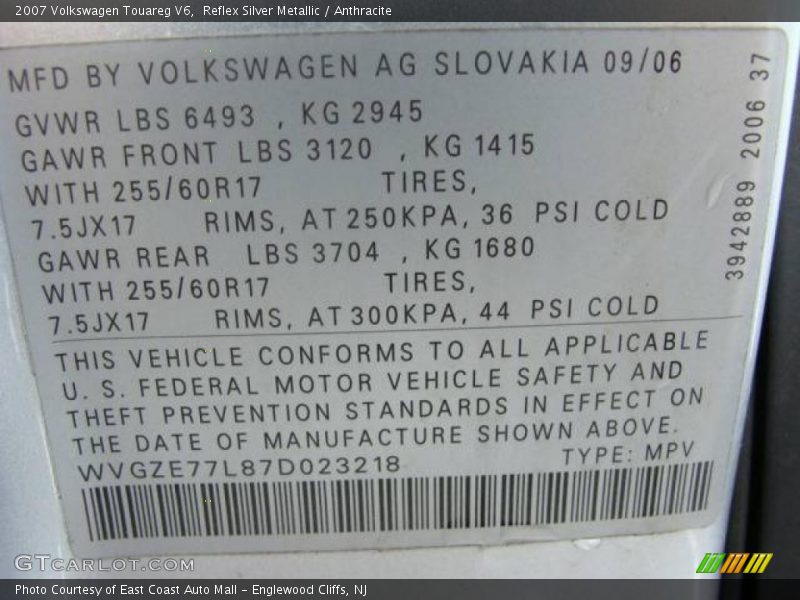 2007 Volkswagen Touareg V6,  Reflex Silver Metallic / Anthracite
MFD BY VOLKSWAGEN AG SLOVAKIA 09/06
GVWR LBS 6493 , KG 2945
GAWR FRONT LBS 3120 , KG 1415
WITH 255/60R17 TIRES,
7.5JX17 RIMS, AT 250KPA, 36 PSI COLD
GAWR REAR LBS 3704 , KG 1680
WITH 255/60R17 TIRES,
7.5JX17 RIMS, AT 300KPA, 44 PSI COLD
THIS VEHICLE CONFORMS TO ALL APPLICABLE
U. S. FEDERAL MOTOR VEHICLE SAFETY AND
THEFT PREVENTION STANDARDS IN EFFECT ON
THE DATE OF MANUFACTURE SHOWN ABOVE.
WVGZE77L87D023218 TYPE: MPV
3942889 2006 37
GTCARLOT.COM
Photo Courtesy of East Coast Auto Mall - Englewood Cliffs, NJ